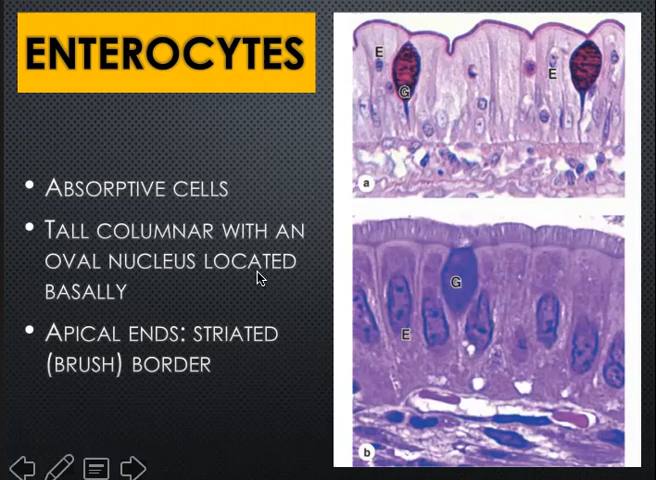 ENTEROCYTES
• ABSORPTIVE CELLS
• TALL COLUMNAR WITH AN
OVAL NUCLEUS LOCATED
BASALLY
• APICAL ENDS: STRIATED
(BRUSH) BORDER
E
G
E
a
G
E
b